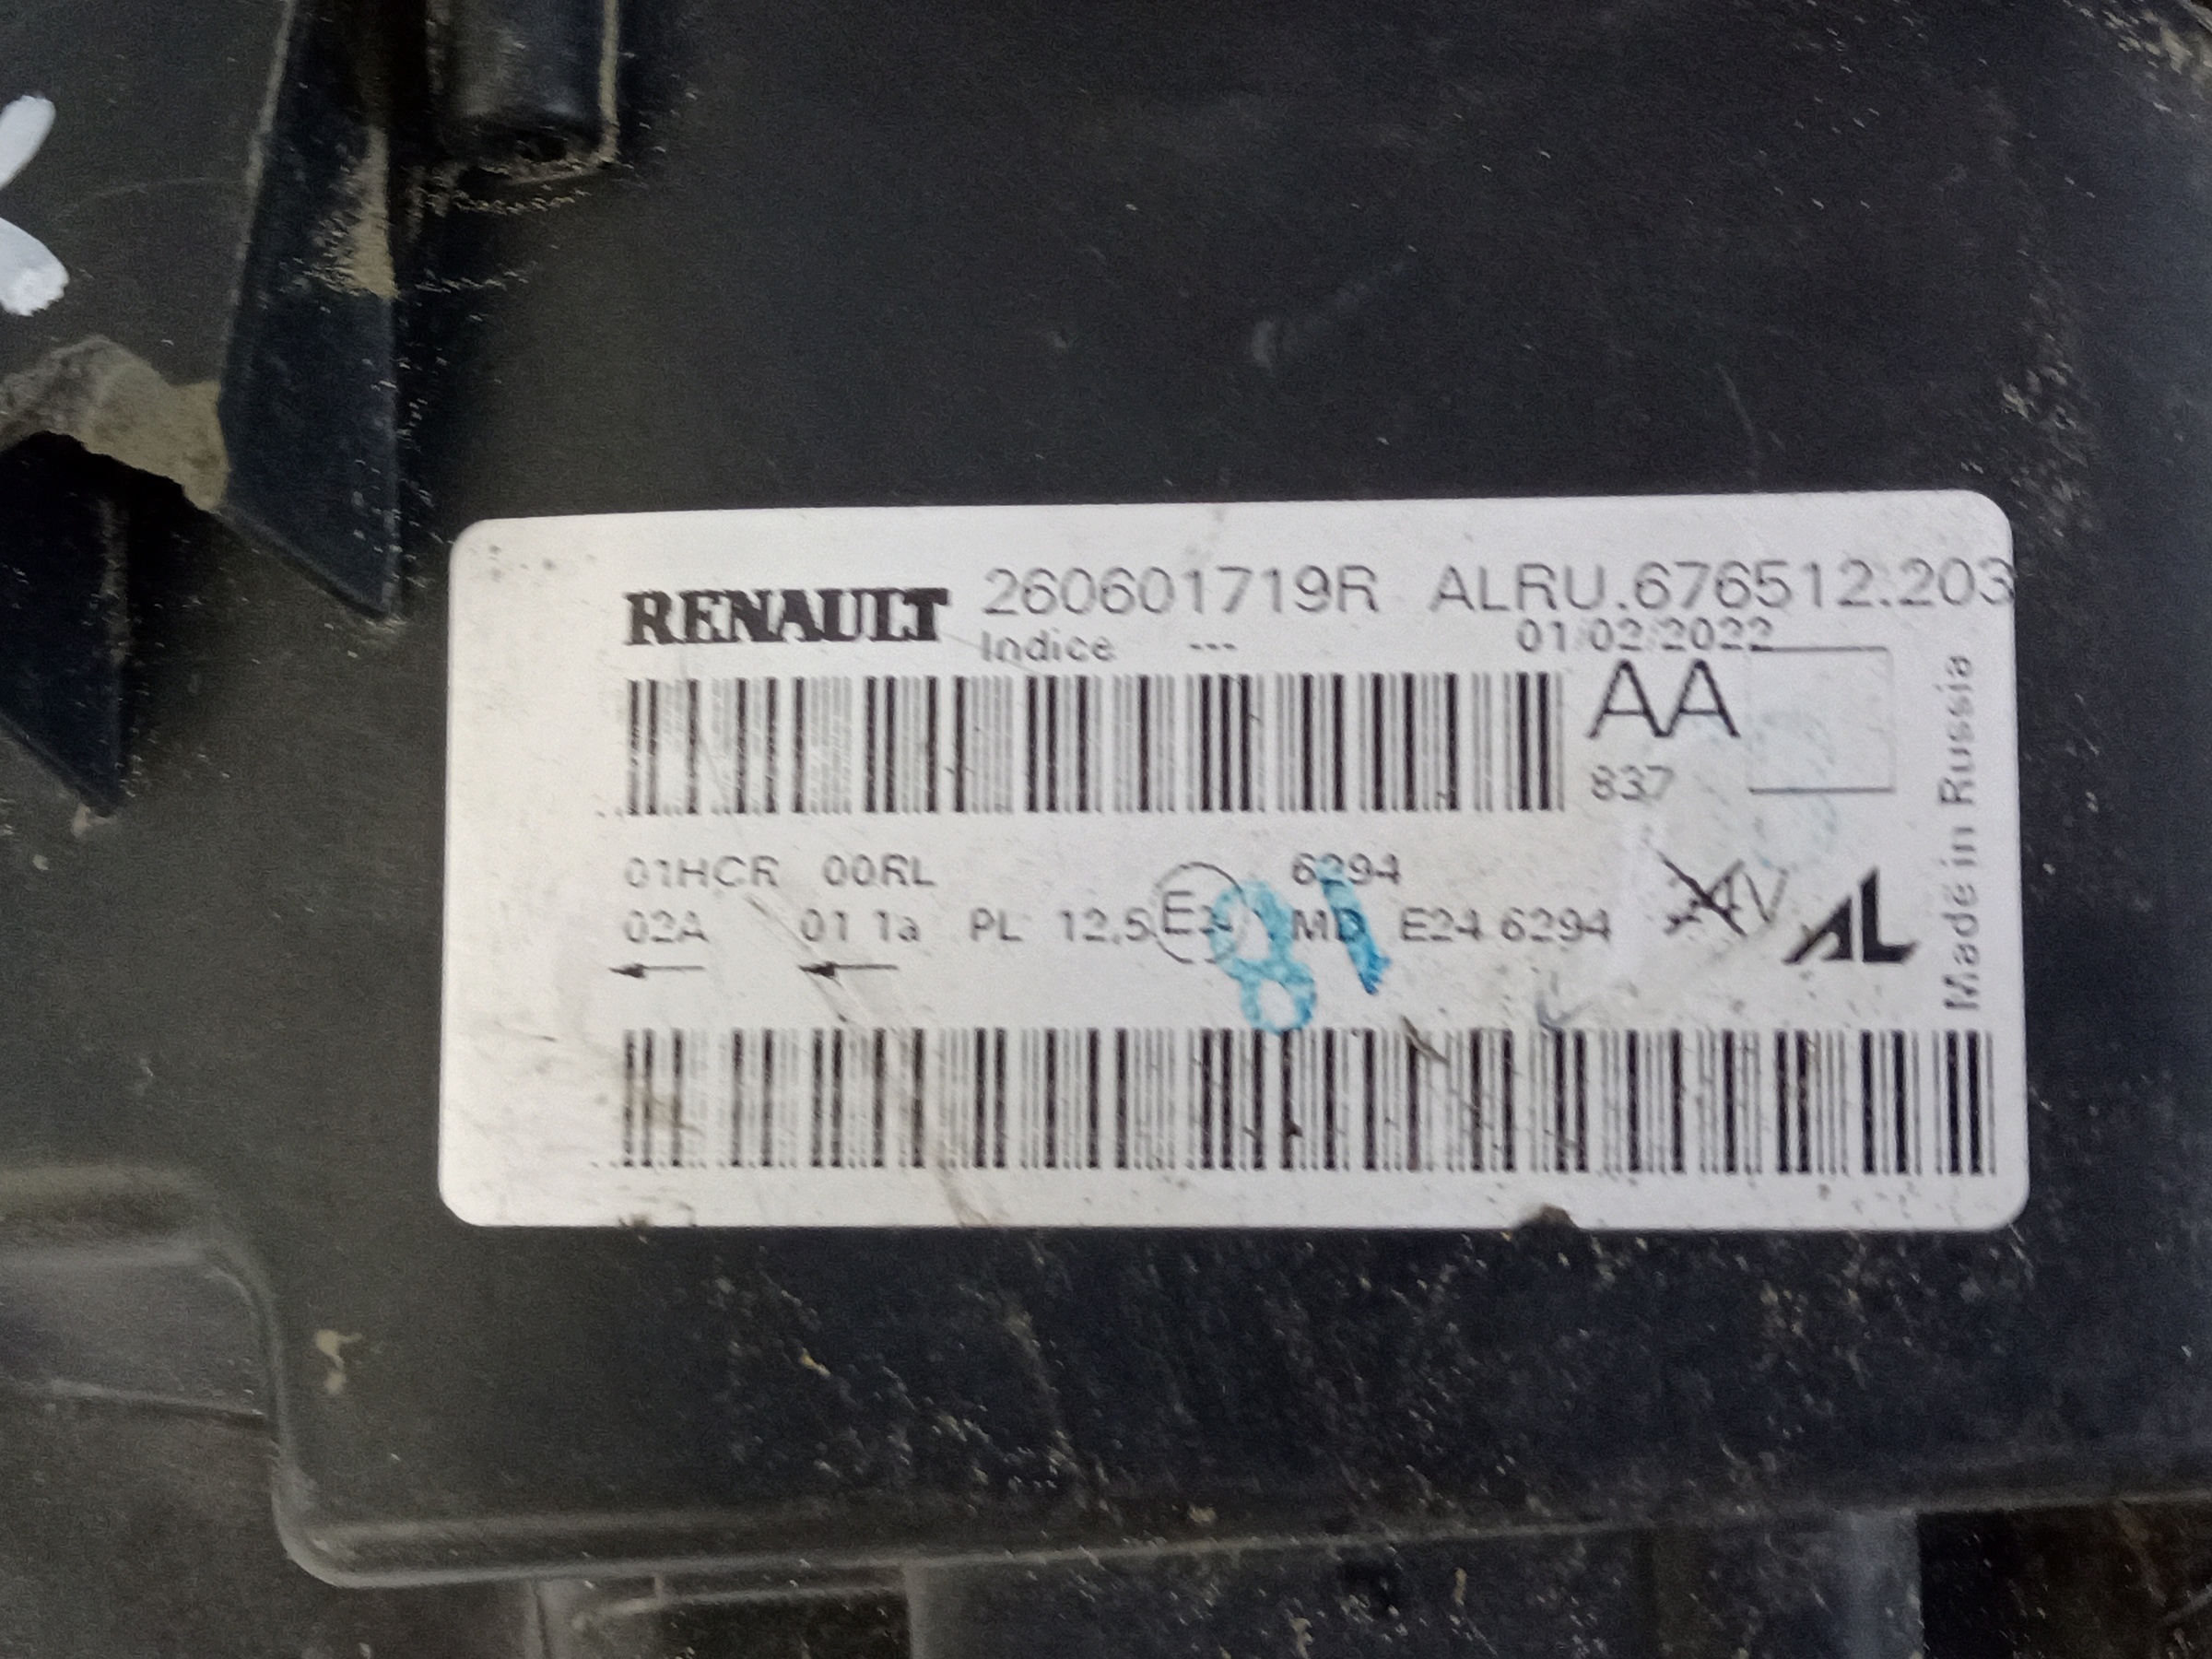 RENAULT 260601719R ALRU.676512.203
Indice --- 01/02/2022
AA
837
Made in Russia
01HCR 00RL 6294
02A 01 1a PL 12,5 MD E24 6294
AL
81